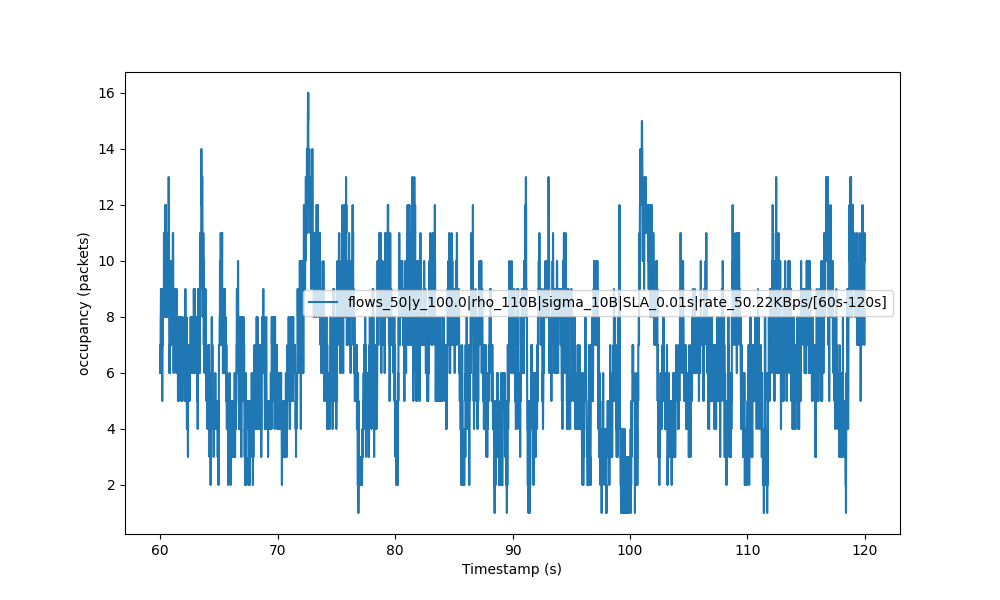 16
14
12
10
8
6
4
2
occupancy (packets)
flows_50|y_100.0|rho_110B|sigma_10B|SLA_0.01s|rate_50.22KBps/[60s-120s]
60 70 80 90 100 110 120
Timestamp (s)